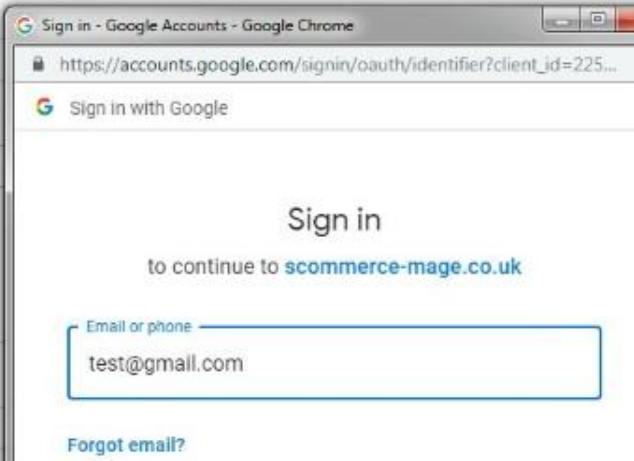 Sign in - Google Accounts - Google Chrome
https://accounts.google.com/signin/oauth/identifier?client_id=225...
G Sign in with Google
Sign in
to continue to scommerce-mage.co.uk
Email or phone
test@gmail.com
Forgot email?